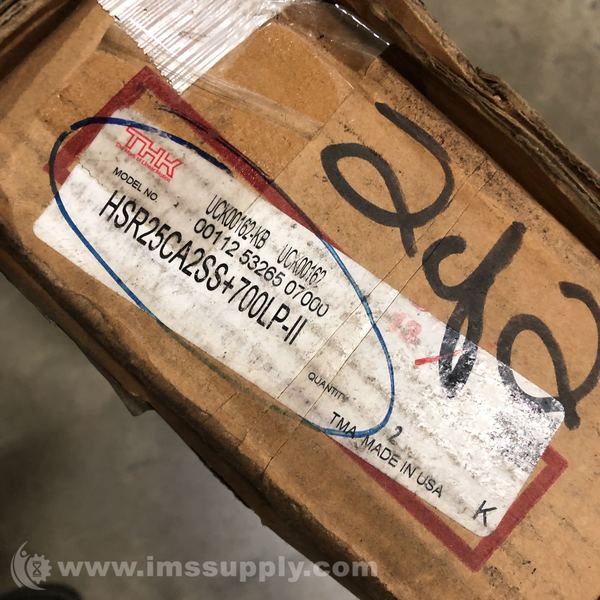 THK
MODEL NO.
UCK00162-KB UCK00162
00112 53265 07000
HSR25CA2SS+700LP-II
QUANTITY
2
TMA MADE IN USA
K
www.imssupply.com